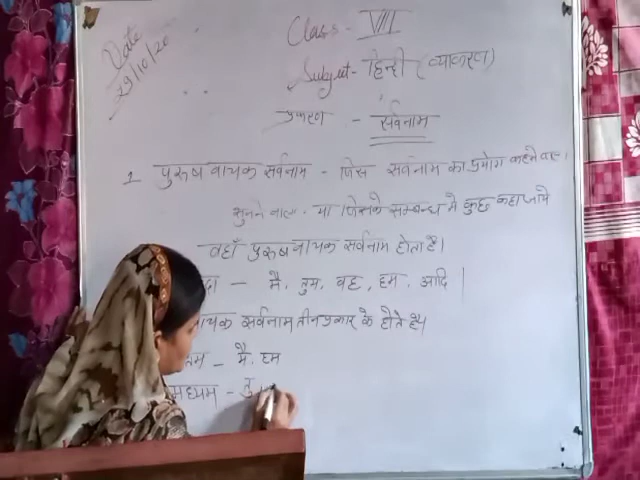 Date
29/10/20
Class - VII
Subject - हिन्दी (व्याकरण)
प्रकरण - सर्वनाम
1 पुरुष वाचक सर्वनाम - जिस सर्वनाम का प्रयोग कहने वाला
सुनने वाला - या जिसके सम्बन्ध मे कुछ कहा जाये
वहाँ पुरुष वाचक सर्वनाम होता है।
मै, तुम, वह, हम, आदि |
वाचक सर्वनाम तीन प्रकार के होते है
मै, हम
मध्यम - तु